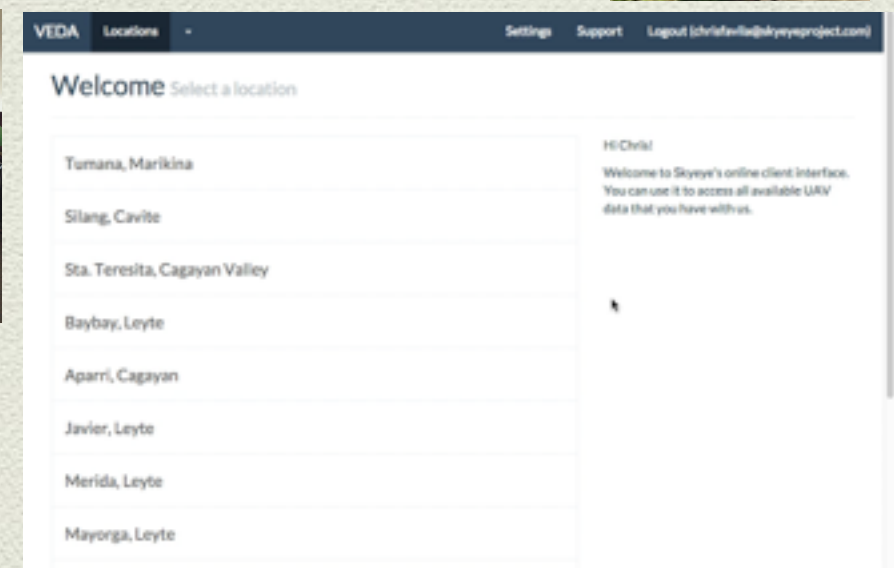 VEDA Locations - Settings Support Logout (chrisfavila@skyeyeproject.com)
Welcome Select a location
Tumana, Marikina
Silang, Cavite
Sta. Teresita, Cagayan Valley
Baybay, Leyte
Aparri, Cagayan
Javier, Leyte
Merida, Leyte
Mayorga, Leyte
Hi Chris!
Welcome to Skyeye's online client interface.
You can use it to access all available UAV
data that you have with us.